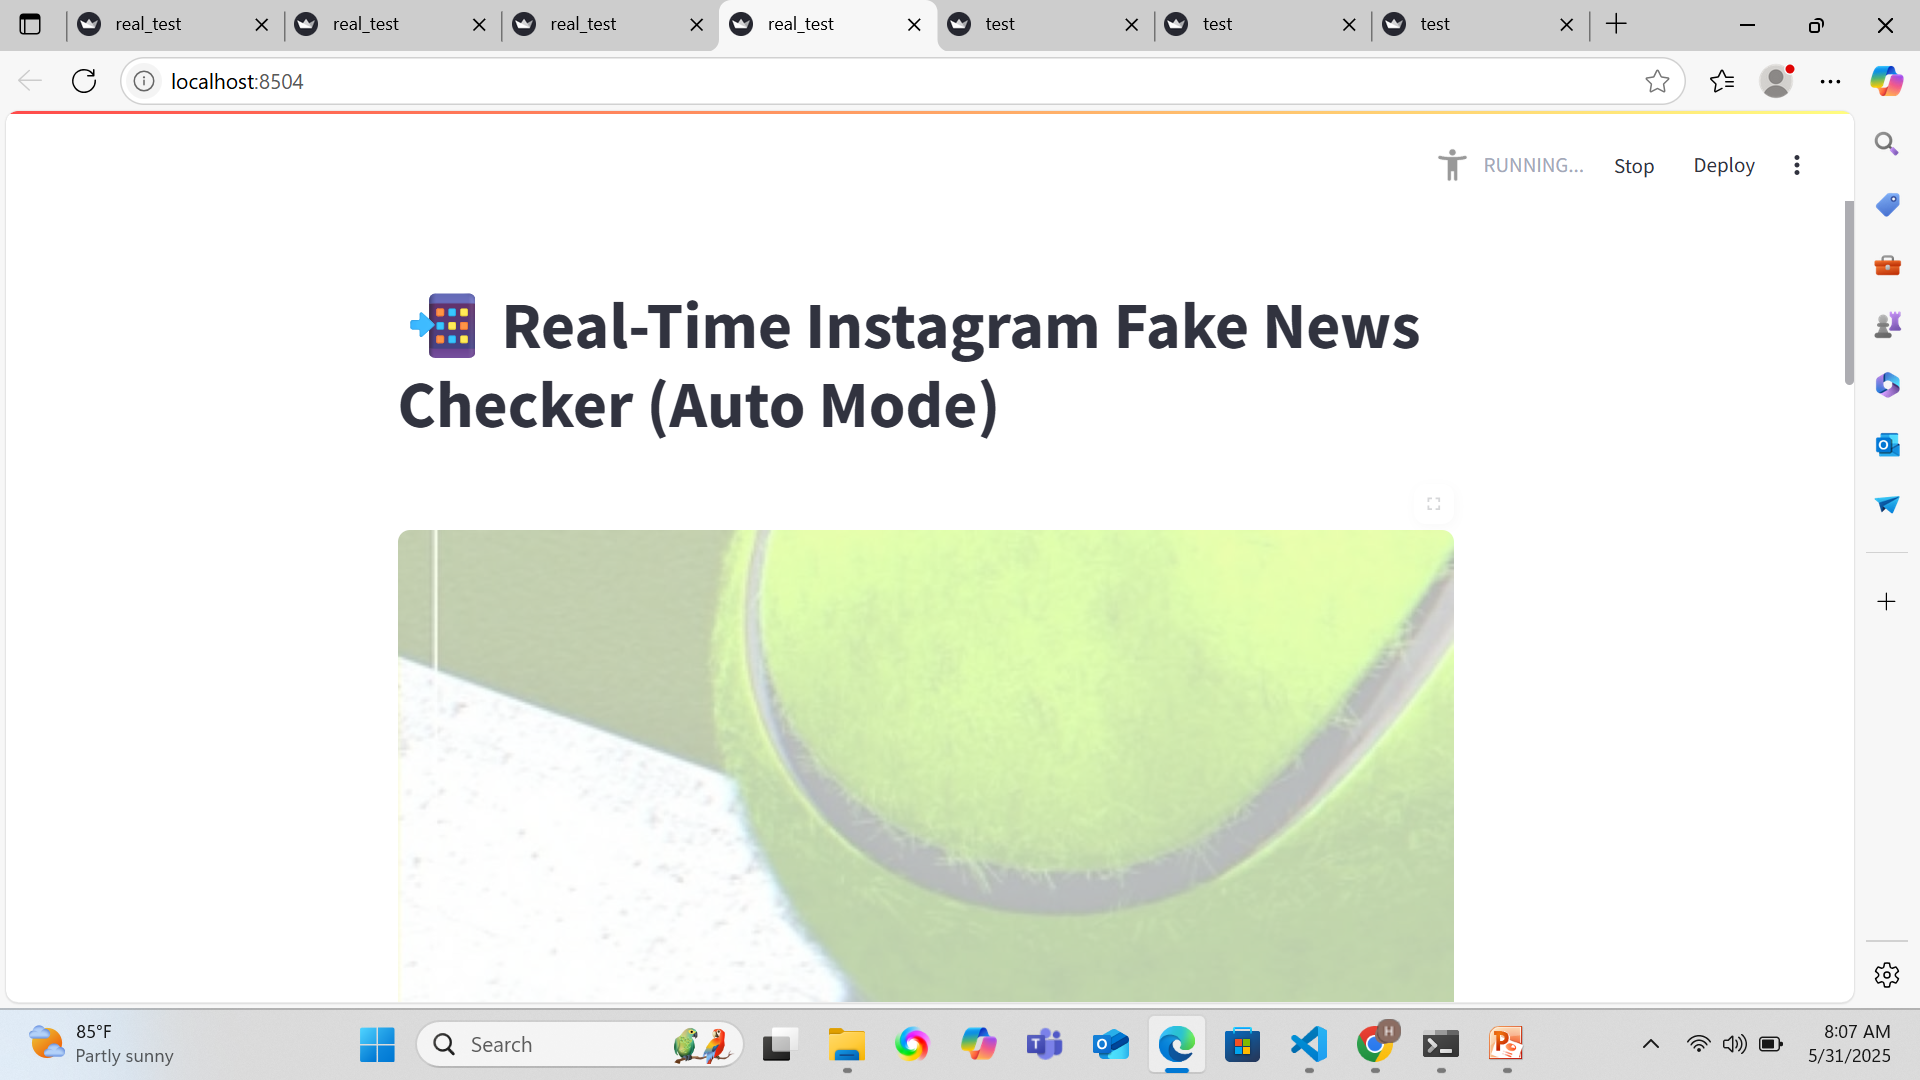 real_test
real_test
real_test
real_test
test
test
test
localhost:8504
RUNNING...
Stop
Deploy
Real-Time Instagram Fake News
Checker (Auto Mode)
85°F
Partly sunny
Search
H
8:07 AM
5/31/2025